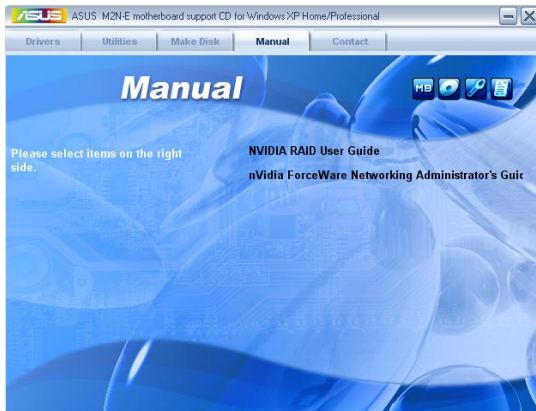 ASUS ASUS M2N-E motherboard support CD for Windows XP Home/Professional
Drivers Utilities Make Disk Manual Contact
Manual
MB
Please select items on the right
side.
NVIDIA RAID User Guide
nVidia ForceWare Networking Administrator's Guid